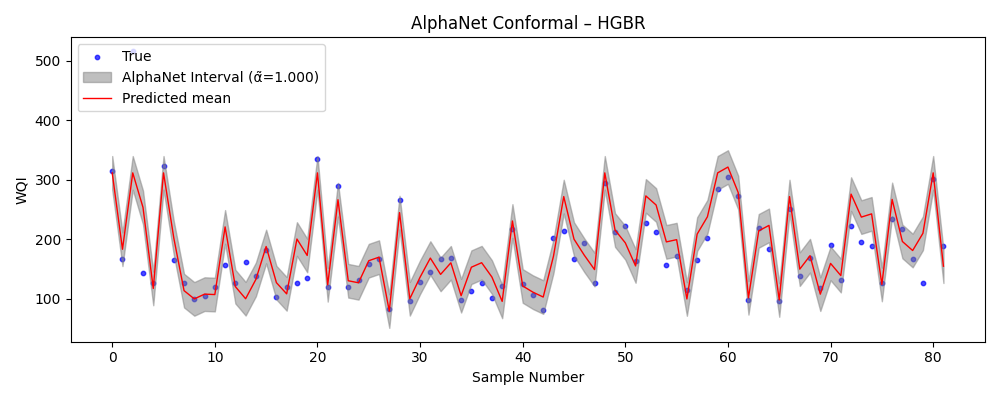 AlphaNet Conformal – HGBR
True
AlphaNet Interval (α̃=1.000)
Predicted mean
WQI
500
400
300
200
100
0
10
20
30
40
50
60
70
80
Sample Number